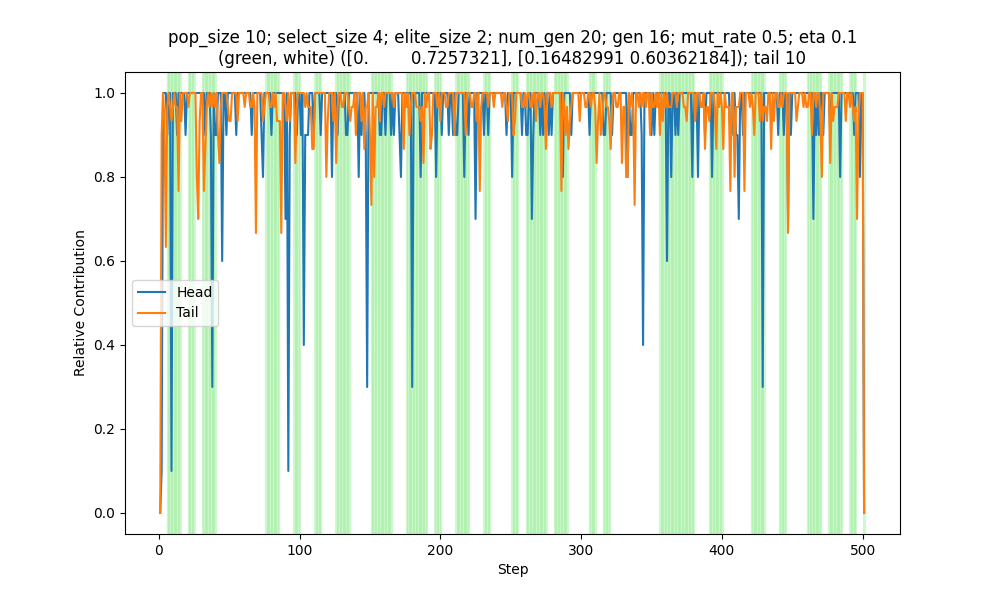 pop_size 10; select_size 4; elite_size 2; num_gen 20; gen 16; mut_rate 0.5; eta 0.1
(green, white) ([0.         0.7257321], [0.16482991 0.60362184]); tail 10
1.0
0.8
0.6
0.4
0.2
0.0
Relative Contribution
Head
Tail
0
100
200
300
400
500
Step